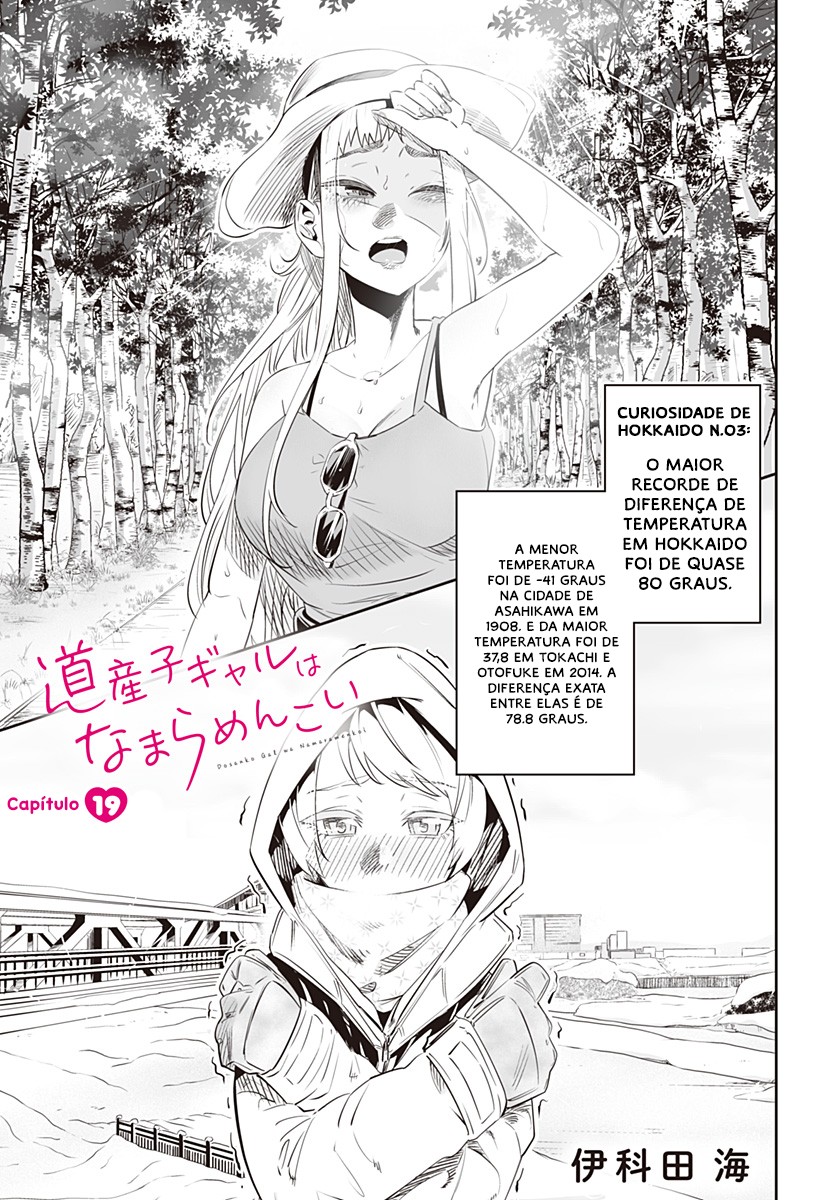 CURIOSIDADE DE
HOKKAIDO N.03:
O MAIOR
RECORDE DE
DIFERENÇA DE
TEMPERATURA
EM HOKKAIDO
FOI DE QUASE
80 GRAUS.
A MENOR
TEMPERATURA
FOI DE -41 GRAUS
NA CIDADE DE
ASAHIKAWA EM
1908. E DA MAIOR
TEMPERATURA FOI DE
37,8 EM TOKACHI E
OTOFUKE EM 2014. A
DIFERENÇA EXATA
ENTRE ELAS É DE
78.8 GRAUS.
道産子ギャルは
なまらめんこい
Dosanko Gal wa Namaramenkoi
Capítulo 19
伊科田 海